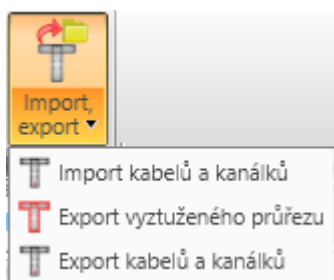 Import,
export
Import kabelů a kanálků
Export vyztuženého průřezu
Export kabelů a kanálků